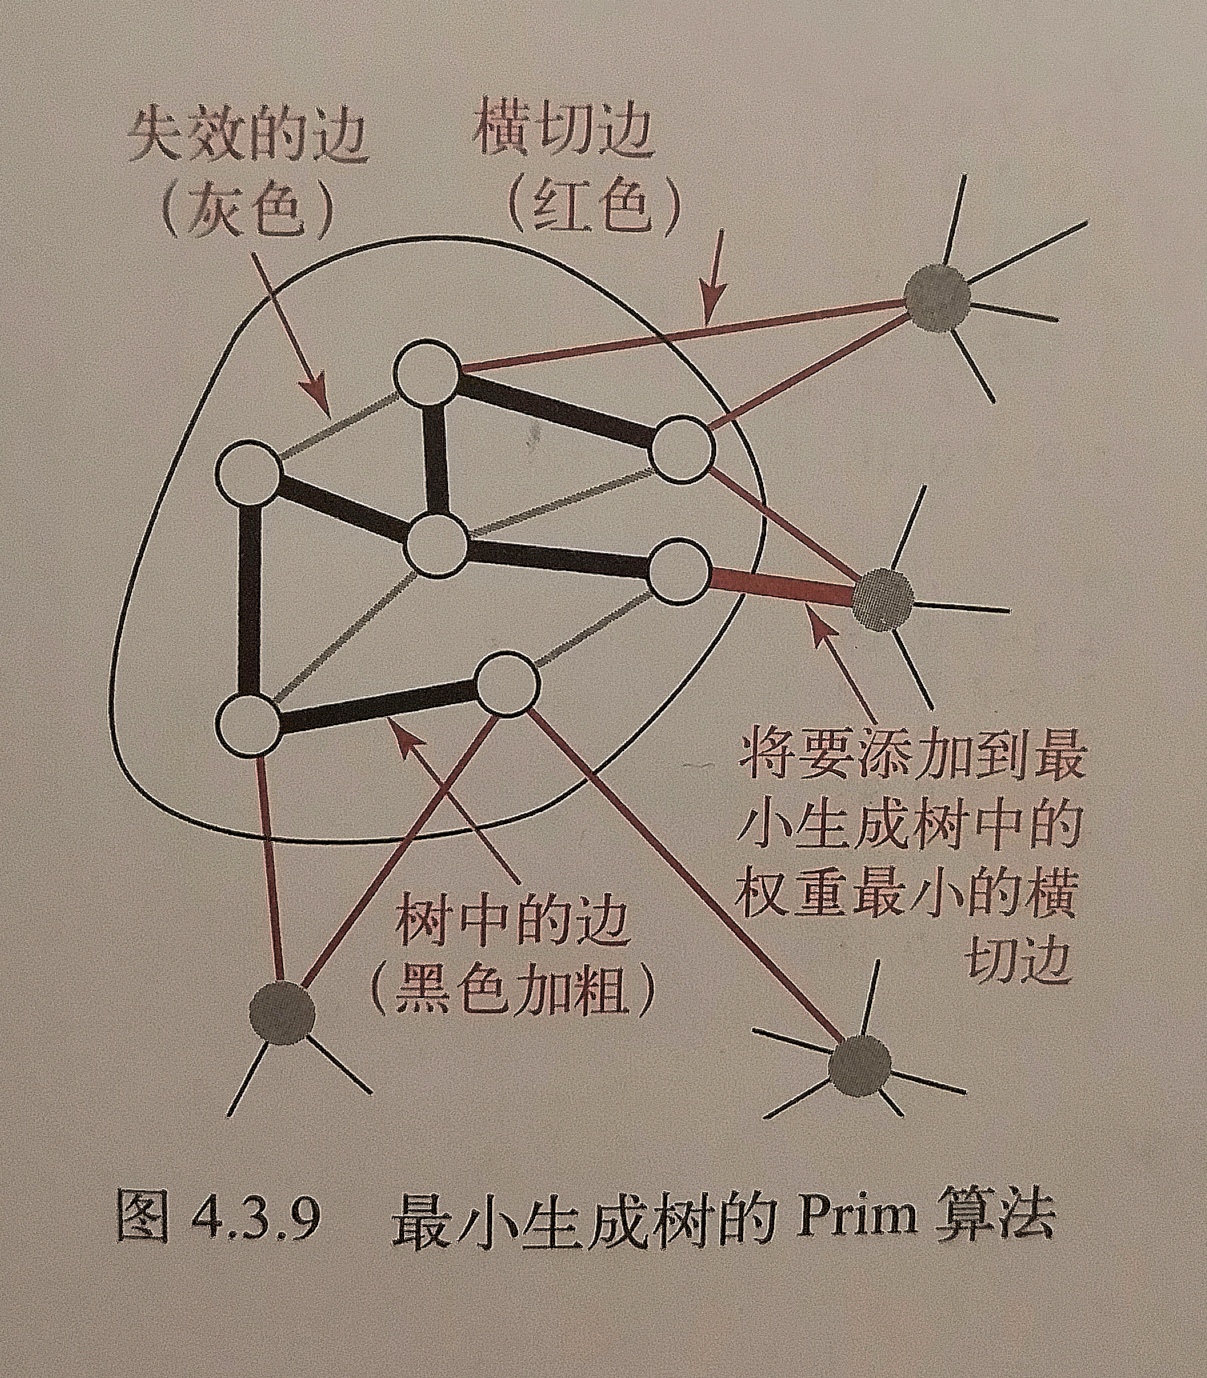 失效的边
（灰色）
横切边
（红色）
将要添加到最
小生成树中的
权重最小的横
切边
树中的边
（黑色加粗）
图 4.3.9 最小生成树的 Prim 算法